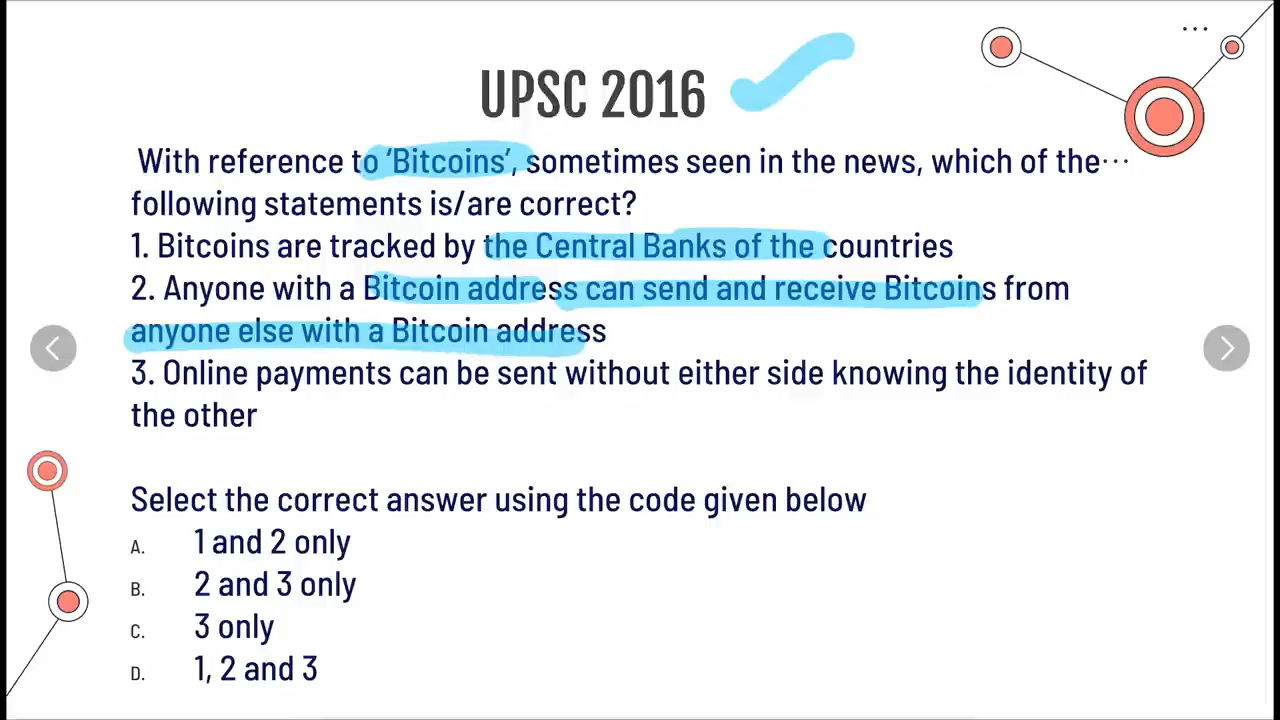 UPSC 2016
With reference to ‘Bitcoins’, sometimes seen in the news, which of the
following statements is/are correct?
1. Bitcoins are tracked by the Central Banks of the countries
2. Anyone with a Bitcoin address can send and receive Bitcoins from
anyone else with a Bitcoin address
3. Online payments can be sent without either side knowing the identity of
the other
Select the correct answer using the code given below
A. 1 and 2 only
B. 2 and 3 only
C. 3 only
D. 1, 2 and 3